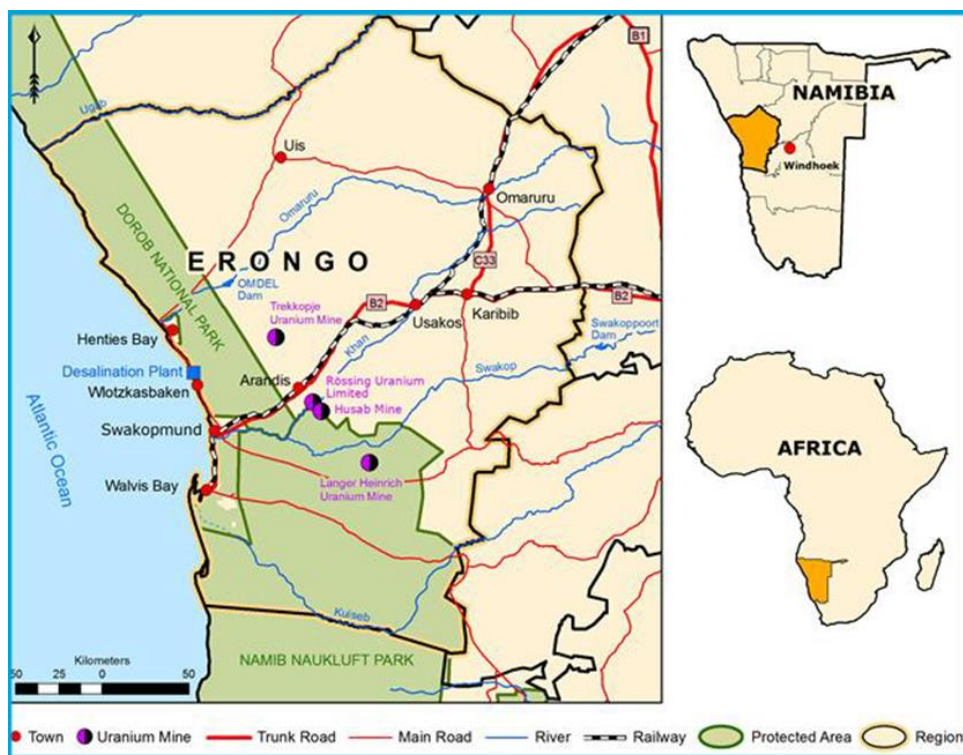 B1
Ugab
Uis
Omaruru
Omaruru
DOROB NATIONAL PARK
ERONGO
OMDEL
Dam
C33
B2
B2
Trekkopje
Uranium Mine
Usakos
Karibib
Khan
Henties Bay
Swakoppoort
Dam
Desalination Plant
Wlotzkasbaken
Arandis
Rössing Uranium
Limited
Husab Mine
Swakop
Swakopmund
Atlantic Ocean
Langer Heinrich
Uranium Mine
Walvis Bay
Kuiseb
NAMIB NAUKLUFT PARK
Kilometers
50 25 0 50
NAMIBIA
Windhoek
AFRICA
Town Uranium Mine Trunk Road Main Road River Railway Protected Area Region